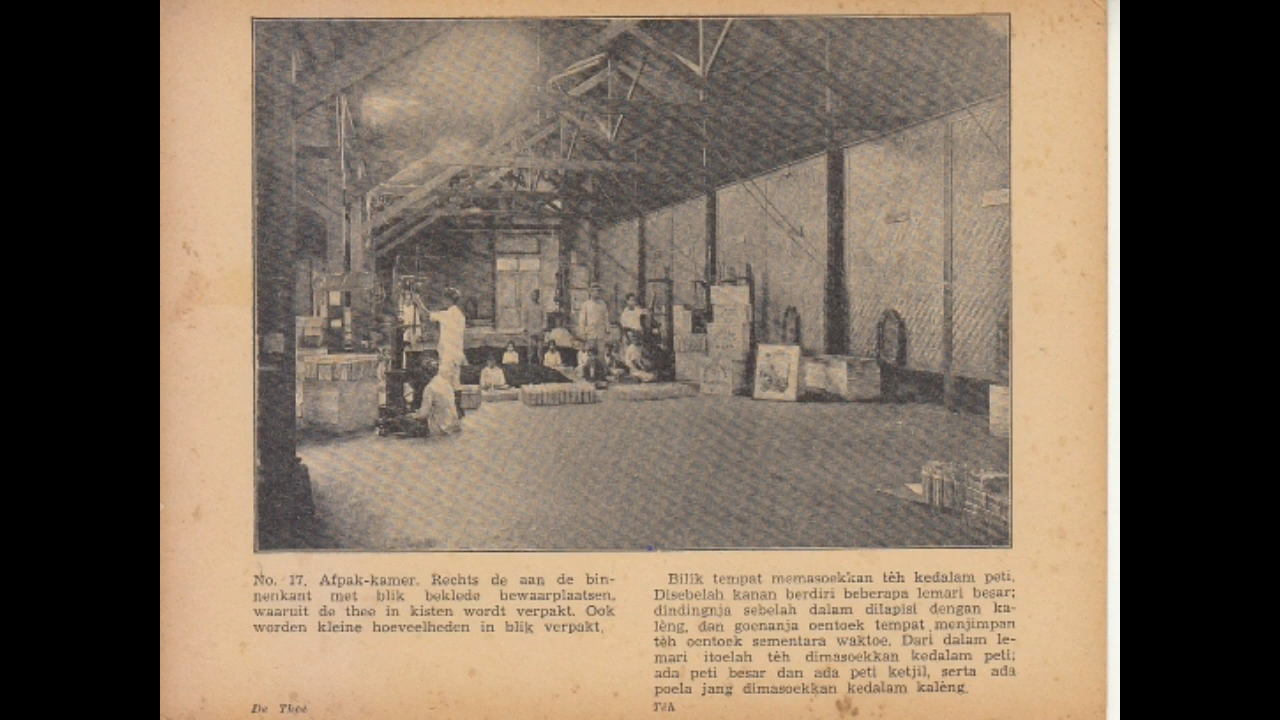 No. 17. Afpak-kamer. Rechts de aan de bin-
nenkant met blik beklede bewaarplaatsen,
waaruit de thee in kisten wordt verpakt. Ook
worden kleine hoeveelheden in blik verpakt.
De Thee
Bilik tempat memasoekkan tèh kedalam peti.
Disebelah kanan berdiri beberapa lemari besar;
dindingnja sebelah dalam dilapisi dengan ka-
lèng, dan goenanja oentoek tempat menjimpan
tèh oentoek sementara waktoe. Dari dalam le-
mari itoelah tèh dimasoekkan kedalam peti;
ada peti besar dan ada peti ketjil, serta ada
poela jang dimasoekkan kedalam kalèng.